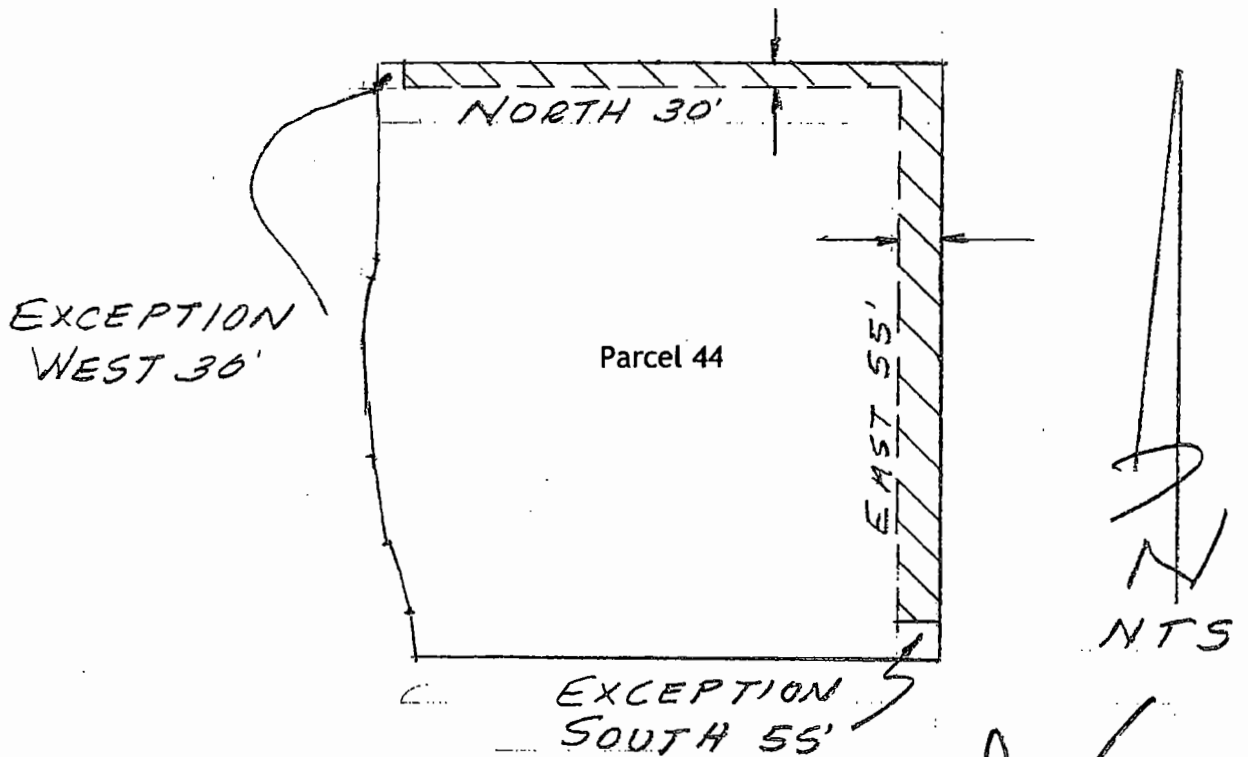 NORTH 30'
EXCEPTION
WEST 30'
Parcel 44
EAST 55'
N
NTS
EXCEPTION
SOUTH 55'